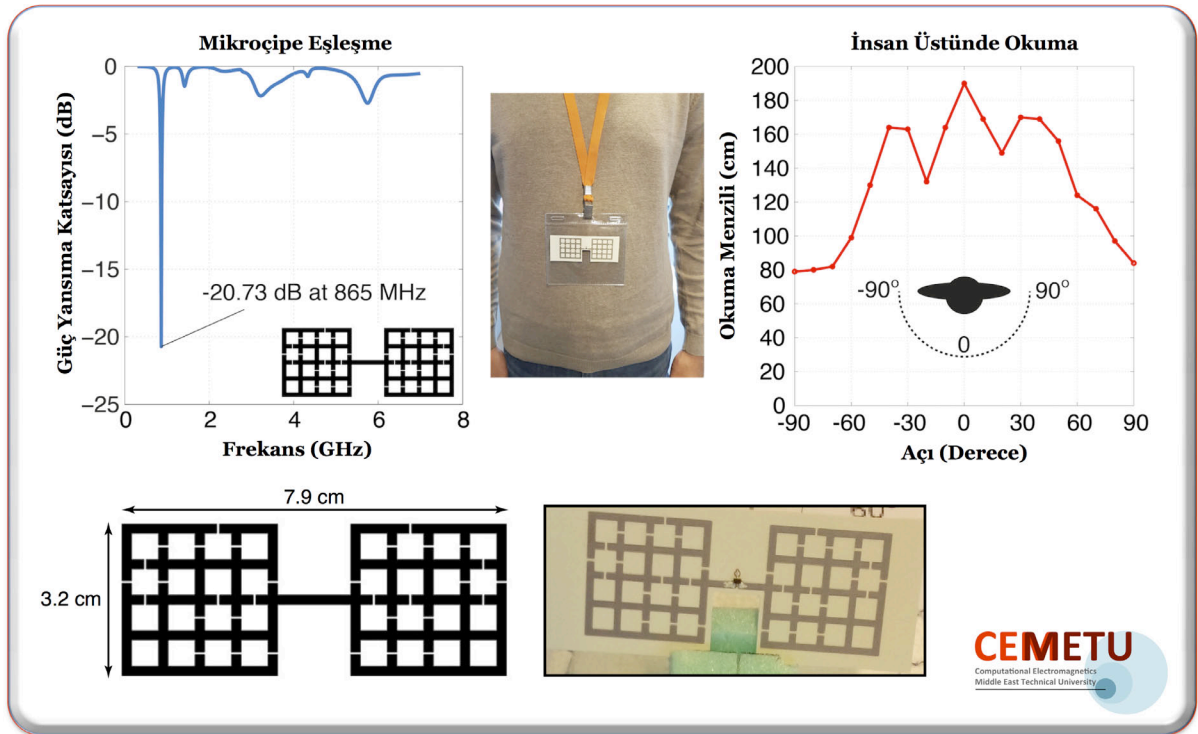 Mikroçipe Eşleşme
Güç Yansıma Katsayısı (dB)
0
−5
−10
−15
−20
−25
-20.73 dB at 865 MHz
0 2 4 6 8
Frekans (GHz)
İnsan Üstünde Okuma
Okuma Menzili (cm)
200
180
160
140
120
100
80
60
40
20
0
-90° 90°
0
-90 -60 -30 0 30 60 90
Açı (Derece)
7.9 cm
3.2 cm
CEMETU
Computational Electromagnetics
Middle East Technical University